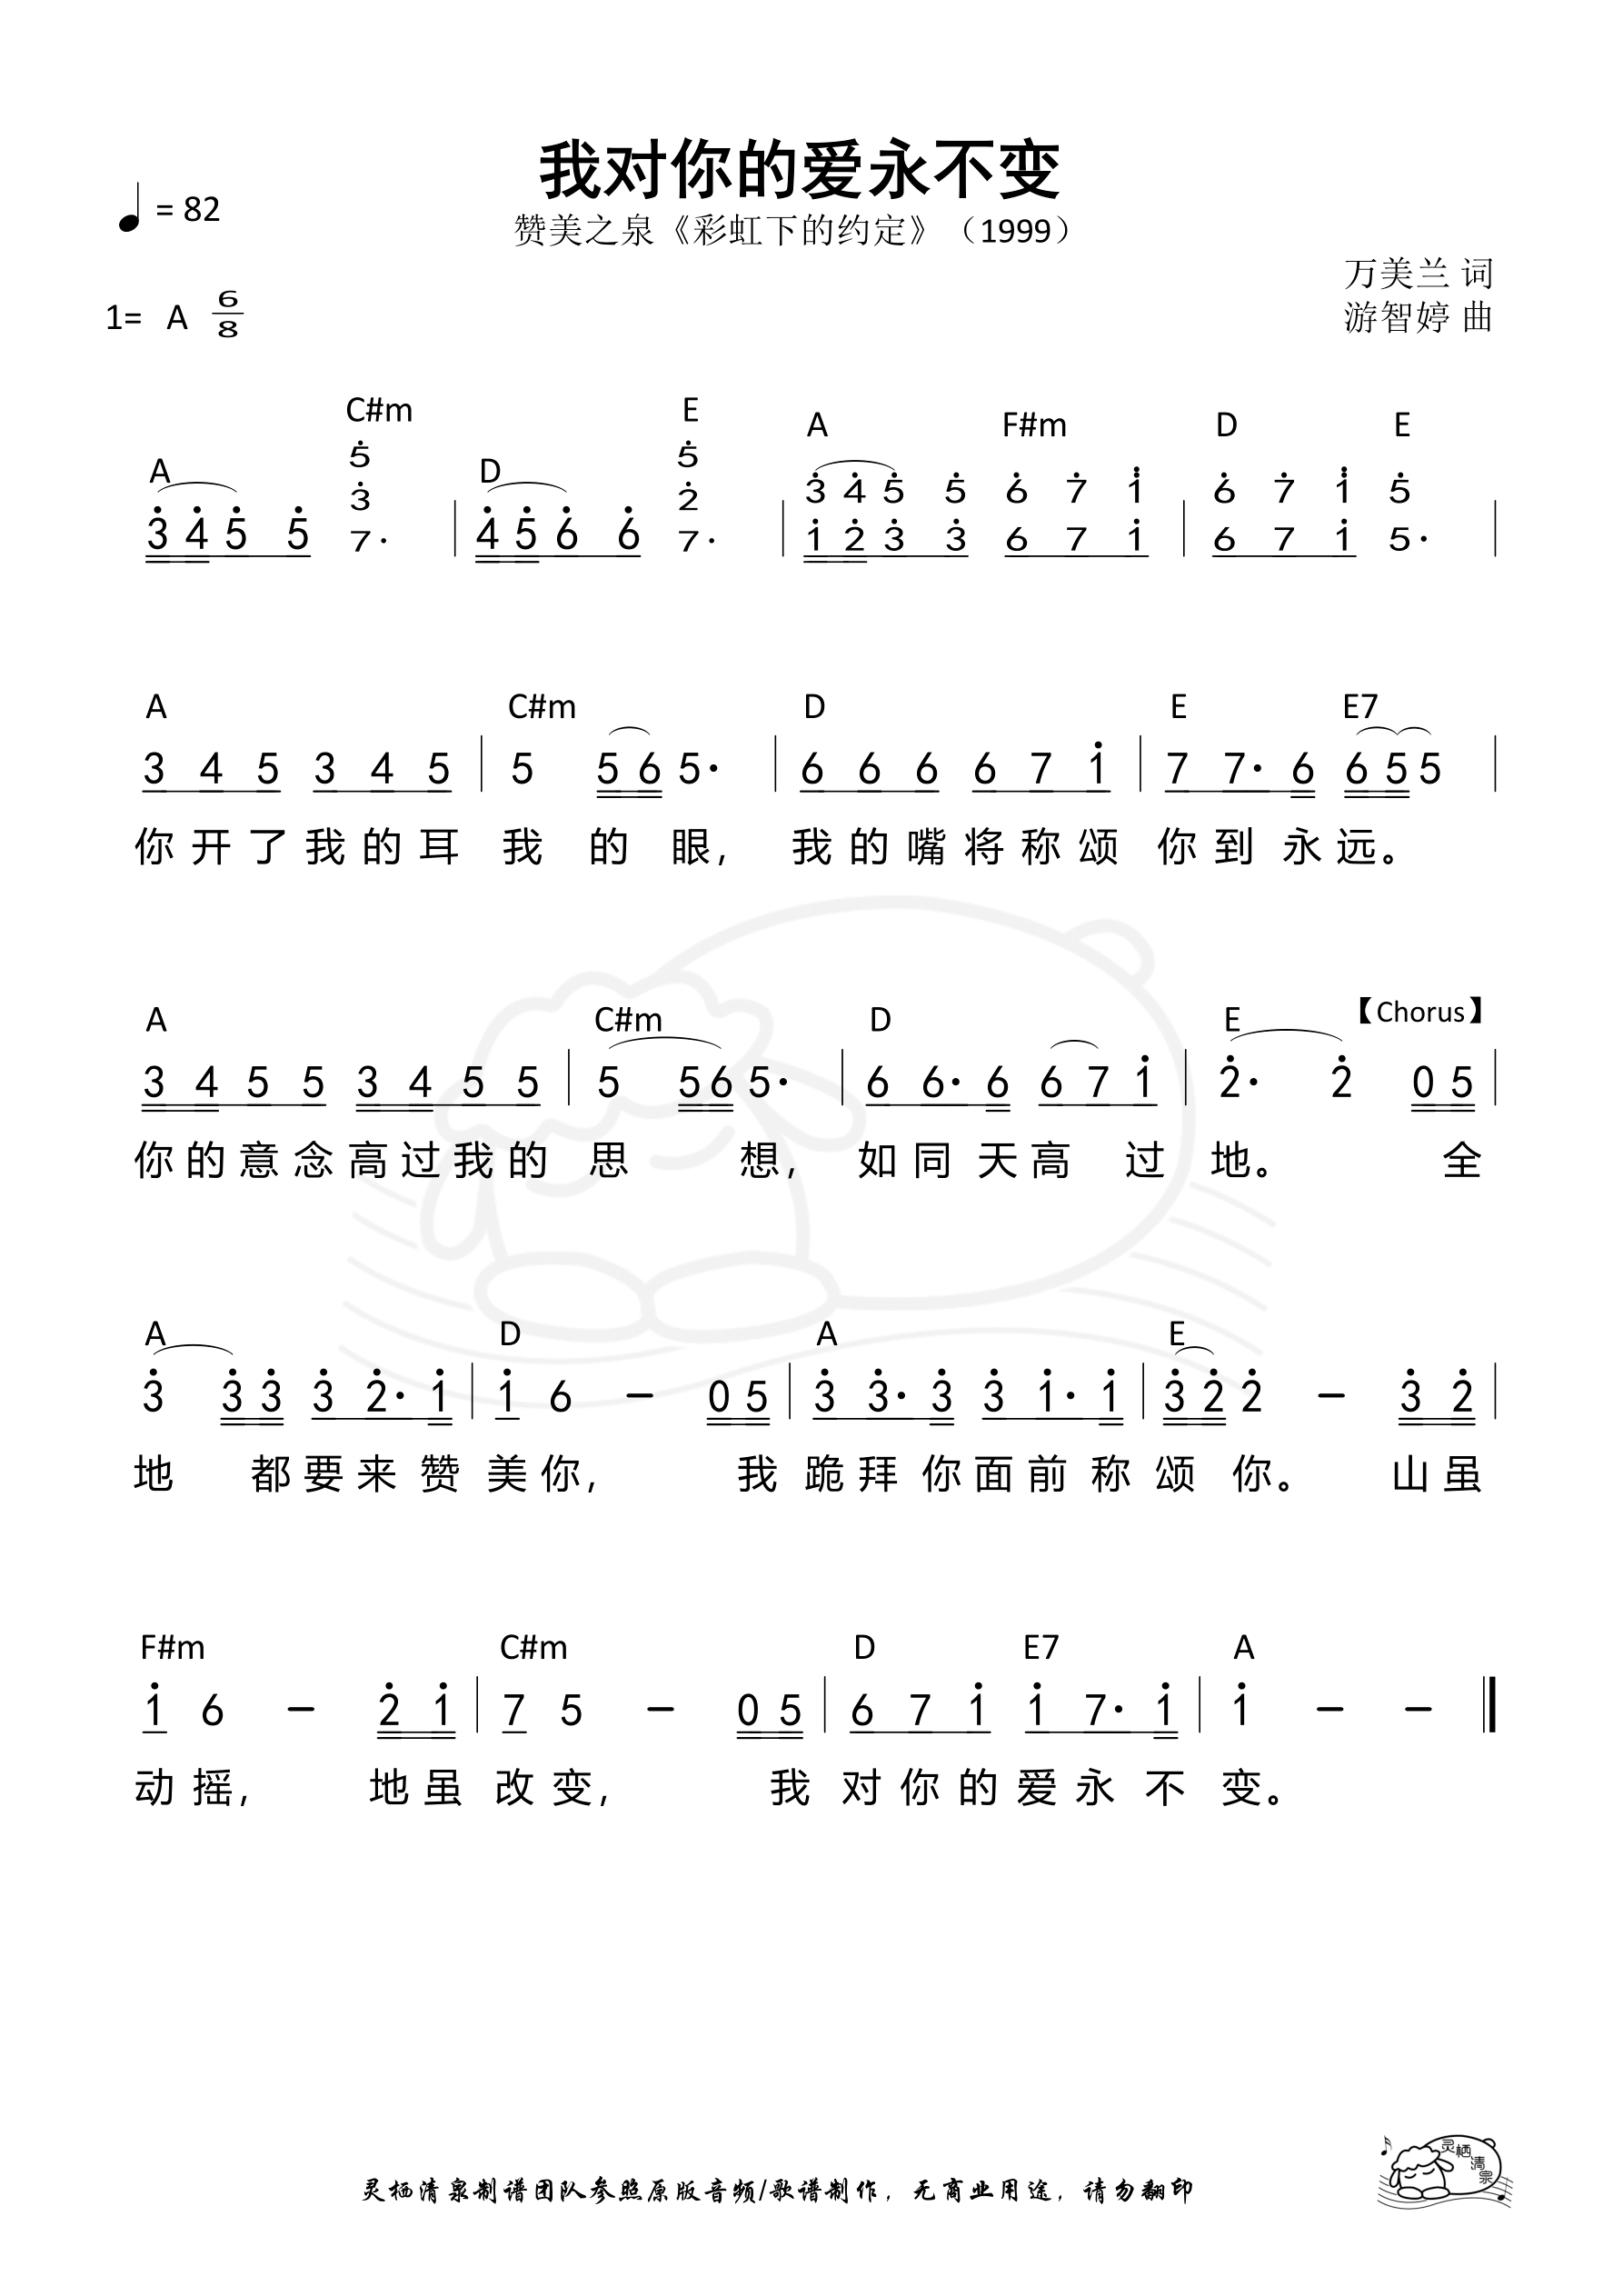 我对你的爱永不变
♩ = 82
赞美之泉《彩虹下的约定》（1999）
万美兰 词
1= A 6/8
游智婷 曲
C#m E A F#m D E
A D
5 5
3 2 3 4 5 5 6 7 1 6 7 1 5
3 4 5 5 7· | 4 5 6 6 7· | 1 2 3 3 6 7 1 | 6 7 1 5· |
A C#m D E E7
3 4 5 3 4 5 | 5 5 6 5· | 6 6 6 6 7 1 | 7 7· 6 6 5 5 |
你开了我的耳 我 的 眼， 我的嘴将称颂 你到永远。
A C#m D E 【Chorus】
3 4 5 5 3 4 5 5 | 5 5 6 5· | 6 6· 6 6 7 1 | 2· 2 0 5 |
你的意念高过我的 思 想， 如同天高 过 地。 全
A D A E
3 3 3 3 2· 1 | 1 6 – 0 5 | 3 3· 3 3 1· 1 | 3 2 2 – 3 2 |
地 都要来赞 美你， 我 跪拜你面前称 颂 你。 山虽
F#m C#m D E7 A
1 6 – 2 1 | 7 5 – 0 5 | 6 7 1 1 7· 1 | 1 – – ‖
动摇， 地虽 改变， 我 对你的爱永不 变。
灵栖清泉制谱团队参照原版音频/歌谱制作，无商业用途，请勿翻印
灵栖清泉